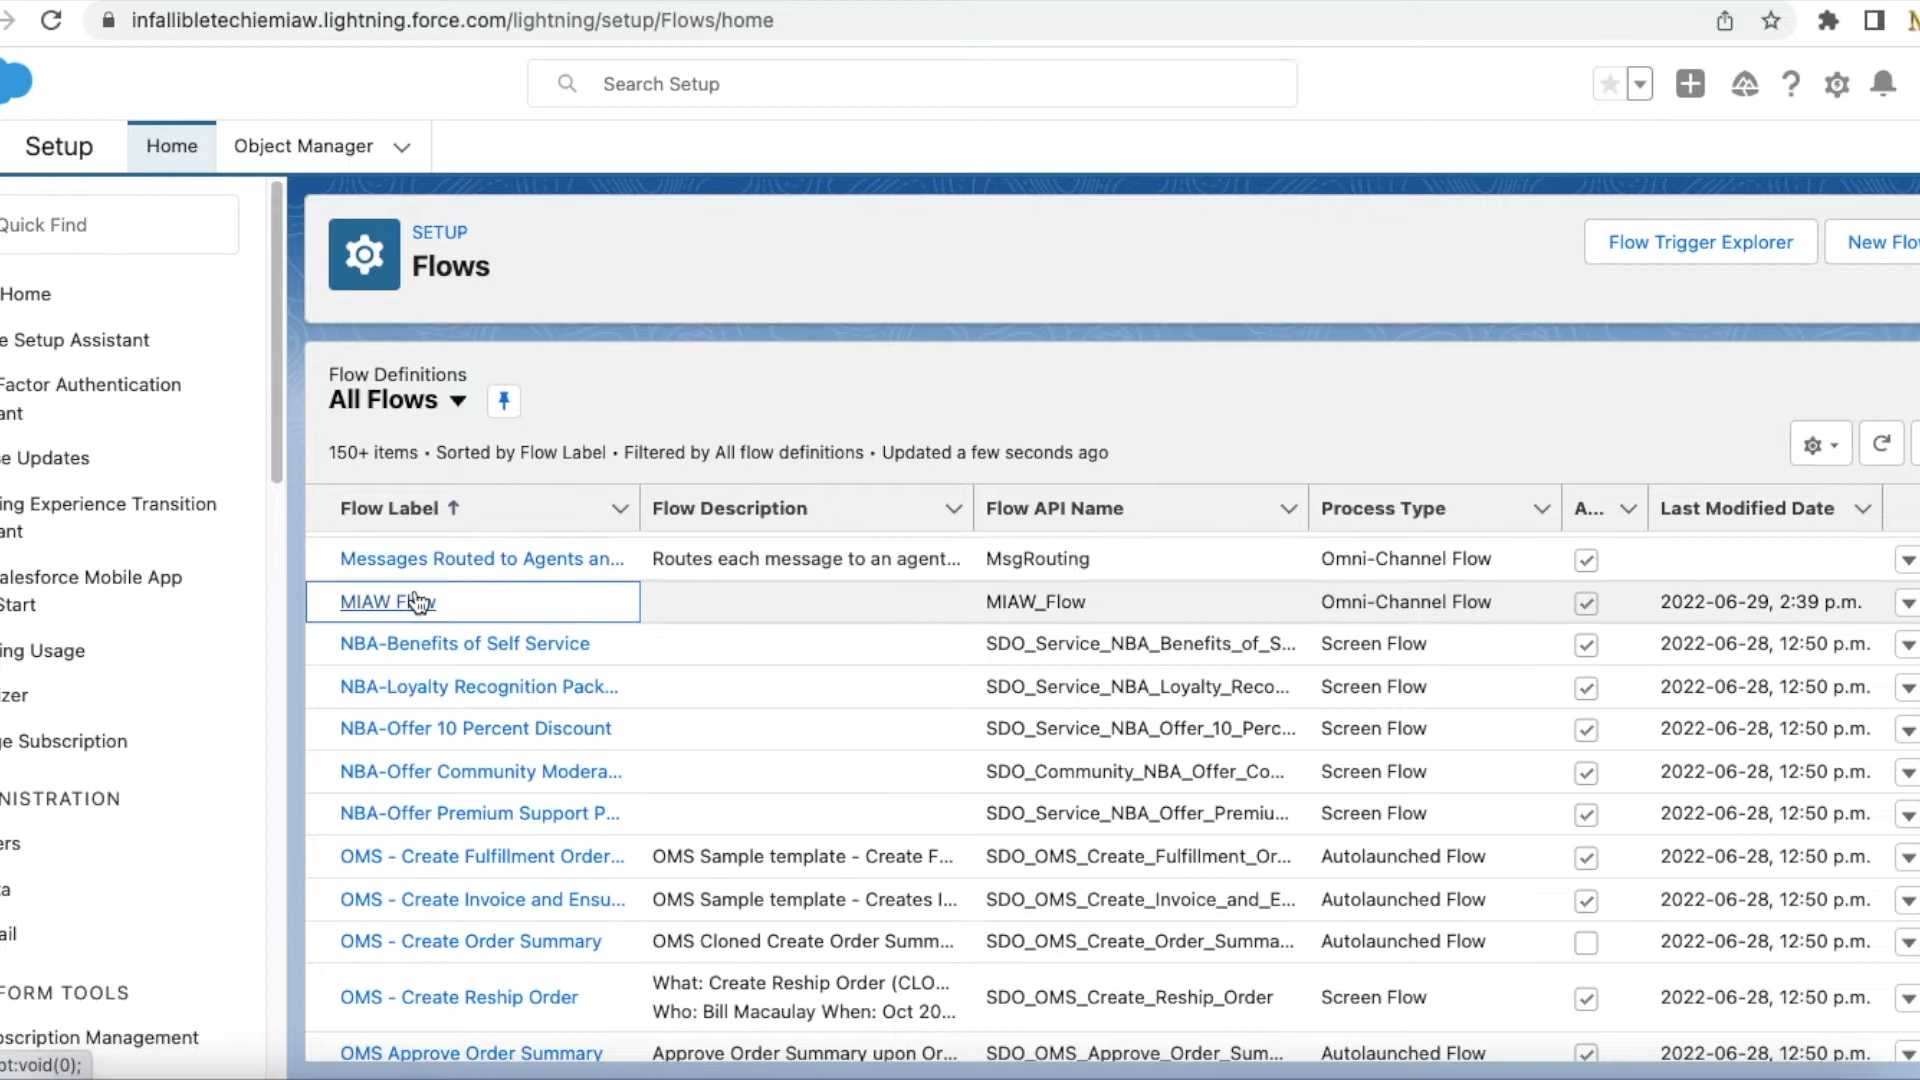 infallibletechiemiaw.lightning.force.com/lightning/setup/Flows/home
Search Setup
Setup
Home
Object Manager
Quick Find
Home
e Setup Assistant
Factor Authentication
ant
e Updates
ing Experience Transition
ant
alesforce Mobile App
Start
ing Usage
izer
e Subscription
NISTRATION
ers
ta
ail
FORM TOOLS
bscription Management
pt:void(0);
SETUP
Flows
Flow Trigger Explorer
New Flo
Flow Definitions
All Flows
150+ items • Sorted by Flow Label • Filtered by All flow definitions • Updated a few seconds ago
Flow Label Flow Description Flow API Name Process Type A... Last Modified Date
Messages Routed to Agents an... Routes each message to an agent... MsgRouting Omni-Channel Flow
MIAW Flow MIAW_Flow Omni-Channel Flow 2022-06-29, 2:39 p.m.
NBA-Benefits of Self Service SDO_Service_NBA_Benefits_of_S... Screen Flow 2022-06-28, 12:50 p.m.
NBA-Loyalty Recognition Pack... SDO_Service_NBA_Loyalty_Reco... Screen Flow 2022-06-28, 12:50 p.m.
NBA-Offer 10 Percent Discount SDO_Service_NBA_Offer_10_Perc... Screen Flow 2022-06-28, 12:50 p.m.
NBA-Offer Community Modera... SDO_Community_NBA_Offer_Co... Screen Flow 2022-06-28, 12:50 p.m.
NBA-Offer Premium Support P... SDO_Service_NBA_Offer_Premiu... Screen Flow 2022-06-28, 12:50 p.m.
OMS - Create Fulfillment Order... OMS Sample template - Create F... SDO_OMS_Create_Fulfillment_Or... Autolaunched Flow 2022-06-28, 12:50 p.m.
OMS - Create Invoice and Ensu... OMS Sample template - Creates I... SDO_OMS_Create_Invoice_and_E... Autolaunched Flow 2022-06-28, 12:50 p.m.
OMS - Create Order Summary OMS Cloned Create Order Summ... SDO_OMS_Create_Order_Summa... Autolaunched Flow 2022-06-28, 12:50 p.m.
What: Create Reship Order (CLO...
OMS - Create Reship Order SDO_OMS_Create_Reship_Order Screen Flow 2022-06-28, 12:50 p.m.
Who: Bill Macaulay When: Oct 20...
OMS Approve Order Summary Approve Order Summary upon Or... SDO_OMS_Approve_Order_Sum... Autolaunched Flow 2022-06-28, 12:50 p.m.